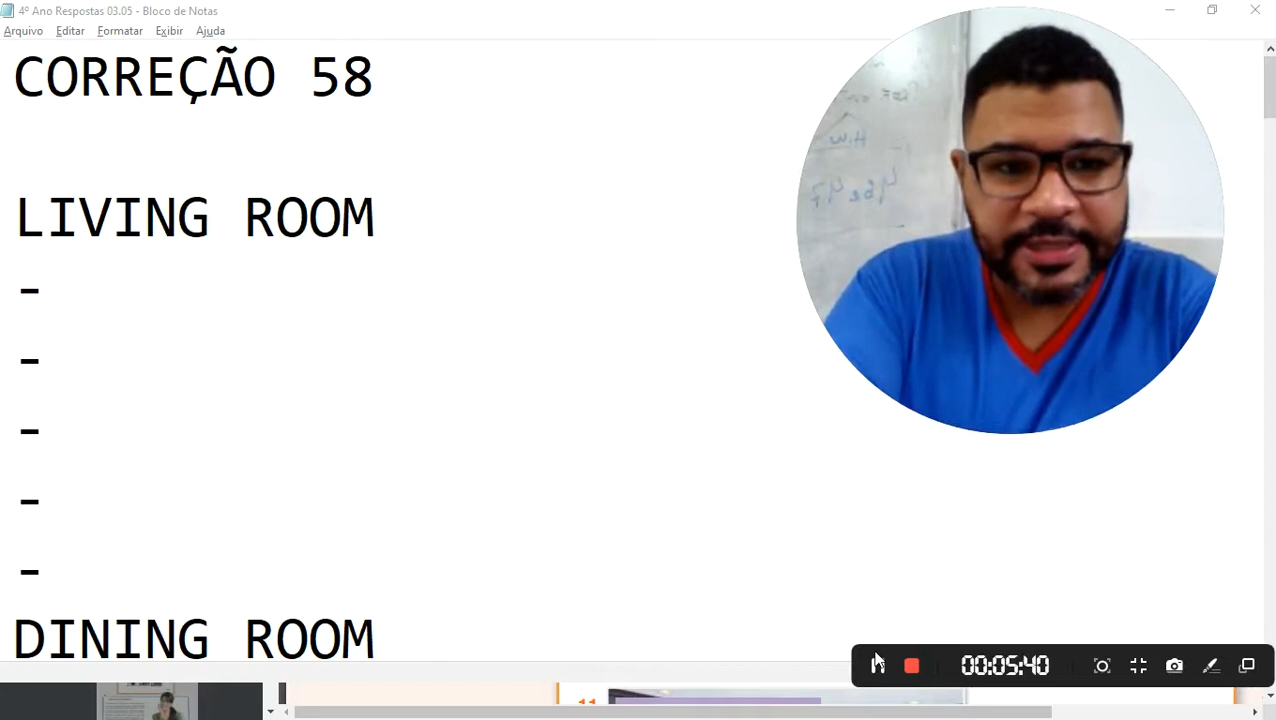 4º Ano Respostas 03.05 - Bloco de Notas
Arquivo Editar Formatar Exibir Ajuda
CORREÇÃO 58
LIVING ROOM
-
-
-
-
-
DINING ROOM
00:05:40